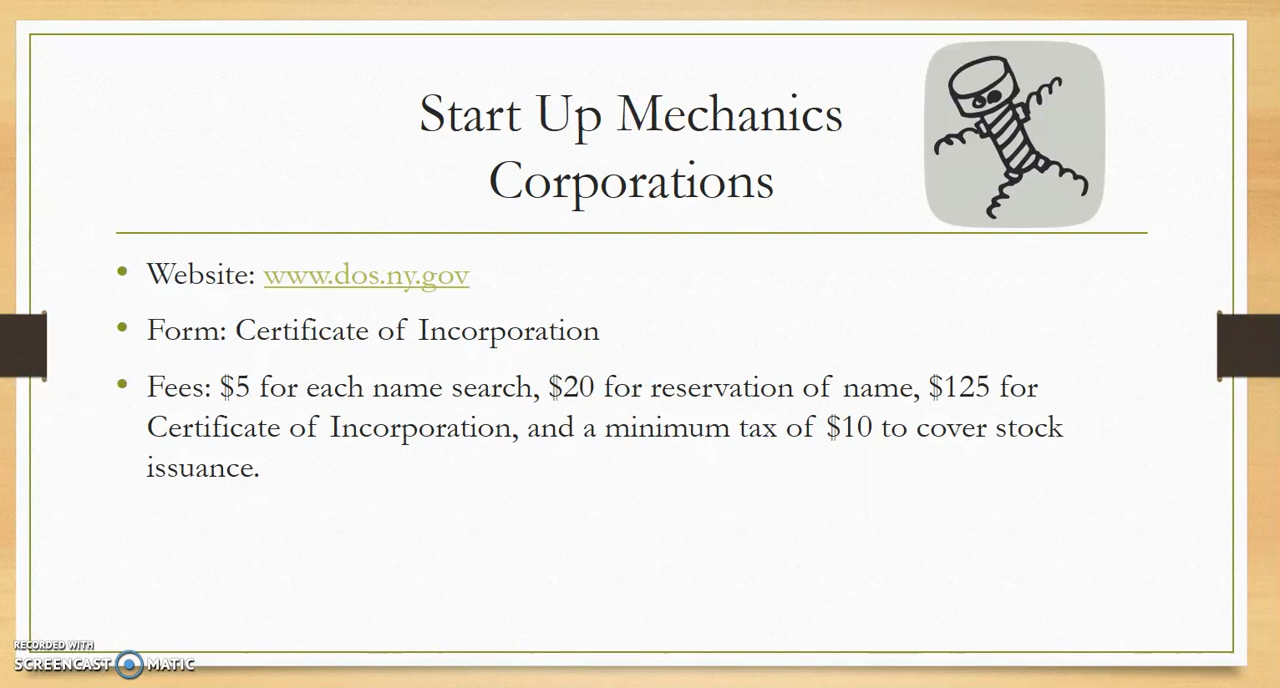 Start Up Mechanics
Corporations
• Website: www.dos.ny.gov
• Form: Certificate of Incorporation
• Fees: $5 for each name search, $20 for reservation of name, $125 for
Certificate of Incorporation, and a minimum tax of $10 to cover stock
issuance.
RECORDED WITH
SCREENCAST MATIC